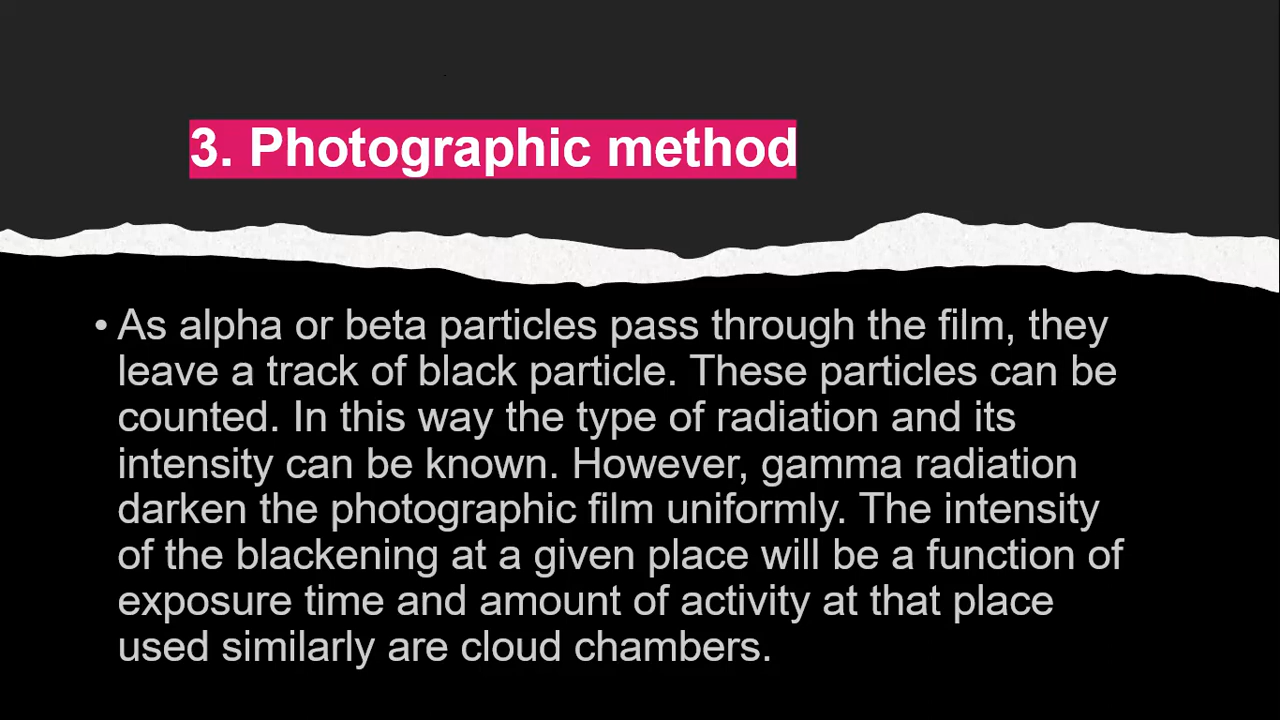 3. Photographic method
• As alpha or beta particles pass through the film, they
leave a track of black particle. These particles can be
counted. In this way the type of radiation and its
intensity can be known. However, gamma radiation
darken the photographic film uniformly. The intensity
of the blackening at a given place will be a function of
exposure time and amount of activity at that place
used similarly are cloud chambers.